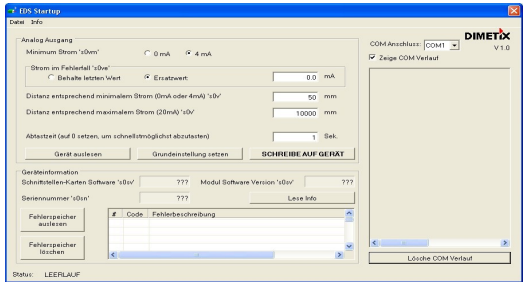 EDS Startup
Datei Info
Analog Ausgang
Minimum Strom 's0vm' 0 mA 4 mA
Strom im Fehlerfall 's0ve'
Behalte letzten Wert Ersatzwert: 0.0 mA
Distanz entsprechend minimalem Strom (0mA oder 4mA) 's0v' 50 mm
Distanz entsprechend maximalem Strom (20mA) 's0v' 10000 mm
Abtastzeit (auf 0 setzen, um schnellstmöglichst abzutasten) 1 Sek.
Gerät auslesen Grundeinstellung setzen SCHREIBE AUF GERÄT
Geräteinformation
Schnittstellen-Karten Software 's0sv' ??? Modul Software Version 's0sv' ???
Seriennummer 's0sn' ??? Lese Info
Fehlerspeicher auslesen
# Code Fehlerbeschreibung
Fehlerspeicher löschen
Status: LEERLAUF
DIMETIX
COM Anschluss: COM1 V 1.0
Zeige COM Verlauf
Lösche COM Verlauf